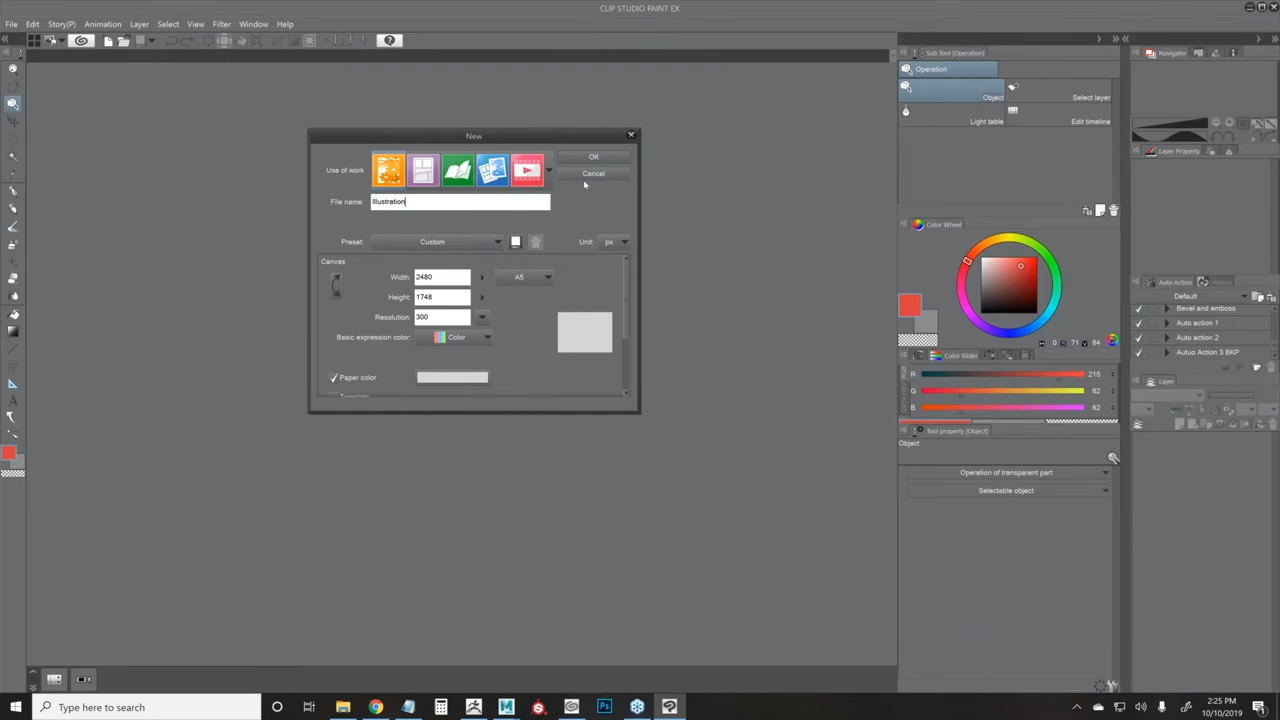 CLIP STUDIO PAINT EX
File Edit Story(P) Animation Layer Select View Filter Window Help
Sub Tool [Operation]
Navigator
Operation
Object
Select layer
Light table
Edit timeline
New
Use of work
OK
Cancel
File name: Illustration
Preset: Custom
Unit: px
Canvas
Width: 2480
A5
Height: 1748
Resolution: 300
Basic expression color: Color
Paper color
Layer Property
Color Wheel
0 S 71 V 84
Color Slider
R 215
G 62
B 62
Tool property [Object]
Object
Operation of transparent part
Selectable object
Auto Action
Default
Bevel and emboss
Auto action 1
Auto action 2
Autuo Action 3 BKP
Layer
Type here to search
Ps
2:25 PM
10/10/2019